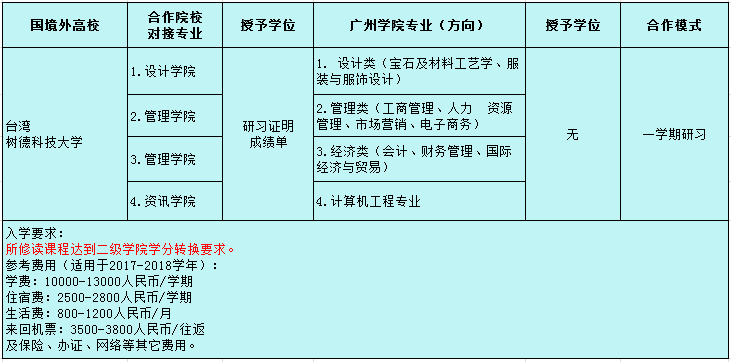 国境外高校
合作院校
对接专业
授予学位
广州学院专业（方向）
授予学位
合作模式
台湾
树德科技大学
1.设计学院
研习证明
成绩单
1. 设计类（宝石及材料工艺学、服
装与服饰设计）
无
一学期研习
2.管理学院
2.管理类（工商管理、人力 资源
管理、市场营销、电子商务）
3.管理学院
3.经济类（会计、财务管理、国际
经济与贸易）
4.资讯学院
4.计算机工程专业
入学要求：
所修读课程达到二级学院学分转换要求。
参考费用（适用于2017-2018学年）：
学费：10000-13000人民币/学期
住宿费：2500-2800人民币/学期
生活费：800-1200人民币/月
来回机票：3500-3800人民币/往返
及保险、办证、网络等其它费用。